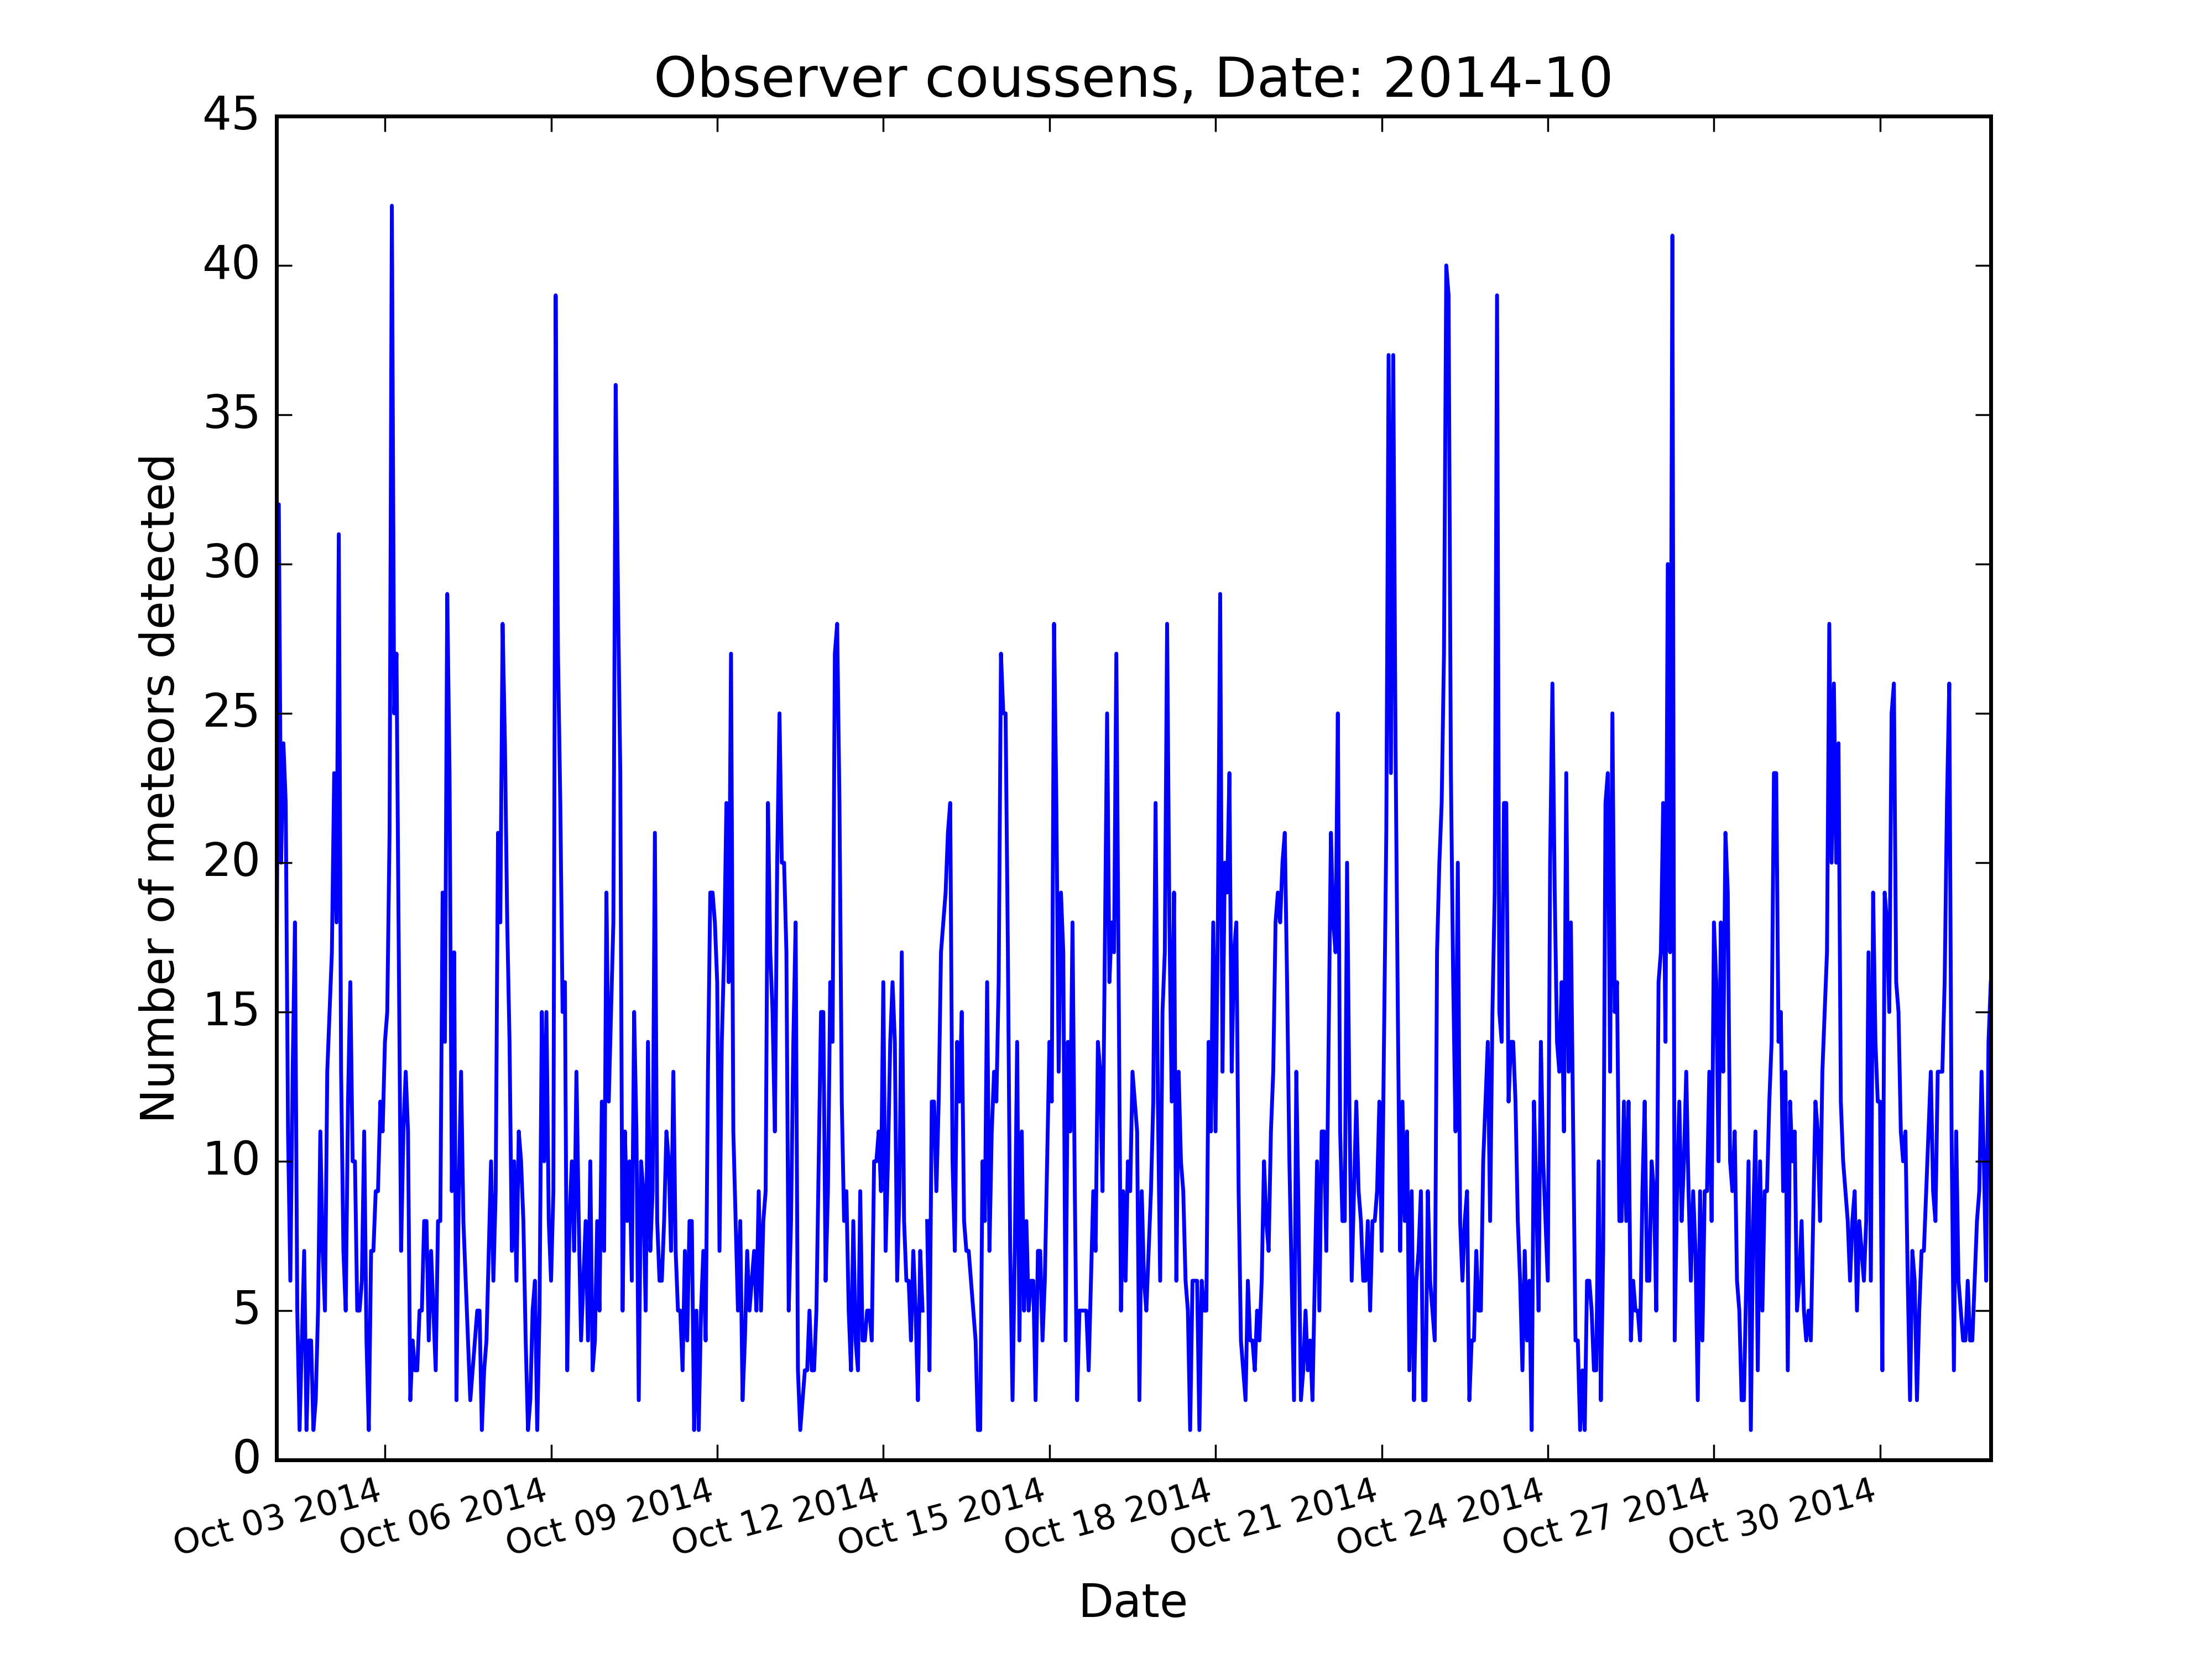 Observer coussens, Date: 2014-10
45
40
35
30
25
20
15
10
5
0
Number of meteors detected
Oct 03 2014
Oct 06 2014
Oct 09 2014
Oct 12 2014
Oct 15 2014
Oct 18 2014
Oct 21 2014
Oct 24 2014
Oct 27 2014
Oct 30 2014
Date